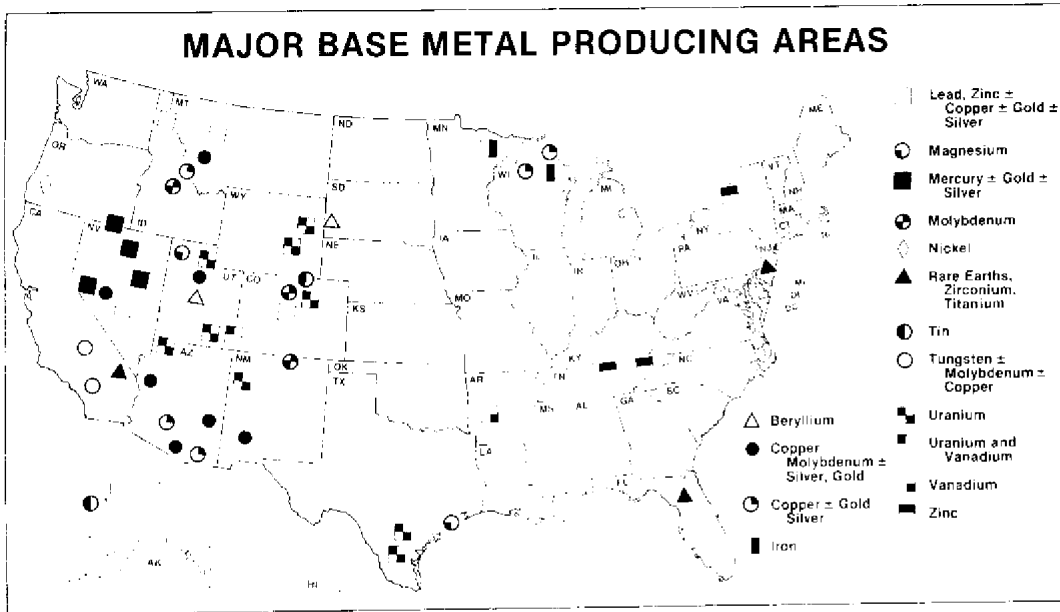 MAJOR BASE METAL PRODUCING AREAS
WA
MT
ND
MN
ME
OR
SD
WI
MI
VT
NH
MA
CT
WY
ID
NE
IA
NY
PA
CA
NV
UT
CO
IL
IN
OH
NJ
WV
VA
KS
MO
KY
AZ
NM
OK
TX
AR
TN
NC
SC
MS
AL
GA
LA
FL
AK
HI
Lead, Zinc ±
Copper ± Gold ±
Silver
Magnesium
Mercury ± Gold ±
Silver
Molybdenum
Nickel
Rare Earths,
Zirconium,
Titanium
Tin
Tungsten ±
Molybdenum ±
Copper
Uranium
Uranium and
Vanadium
Vanadium
Zinc
Beryllium
Copper
Molybdenum ±
Silver, Gold
Copper ± Gold
Silver
Iron